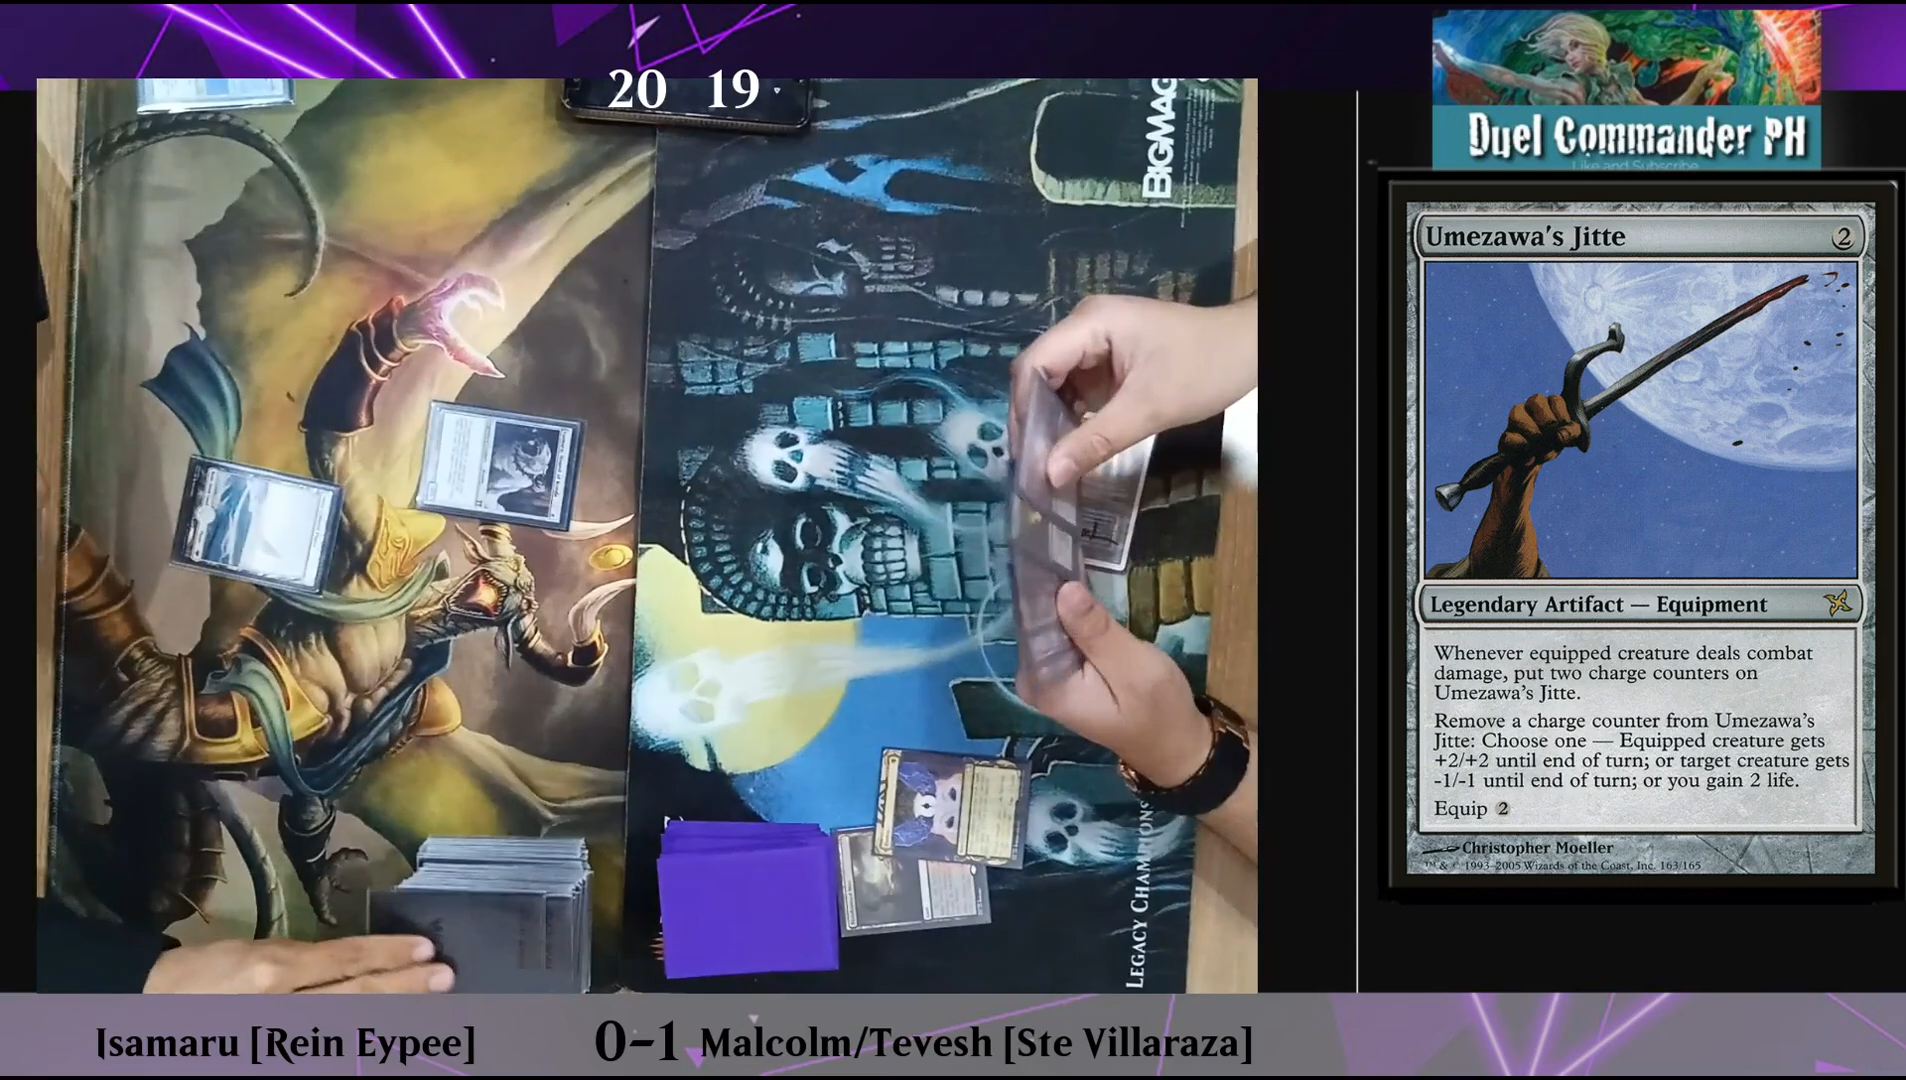 20 19
BIGMAG
Duel Commander PH
Like and Subscribe
Umezawa's Jitte 2
Legendary Artifact — Equipment
Whenever equipped creature deals combat
damage, put two charge counters on
Umezawa's Jitte.
Remove a charge counter from Umezawa's
Jitte: Choose one — Equipped creature gets
+2/+2 until end of turn; or target creature gets
-1/-1 until end of turn; or you gain 2 life.
Equip 2
Christopher Moeller
™ & © 1993-2005 Wizards of the Coast, Inc. 163/165
LEGACY CHAMPIONS
Isamaru [Rein Eypee] 0-1 Malcolm/Tevesh [Ste Villaraza]